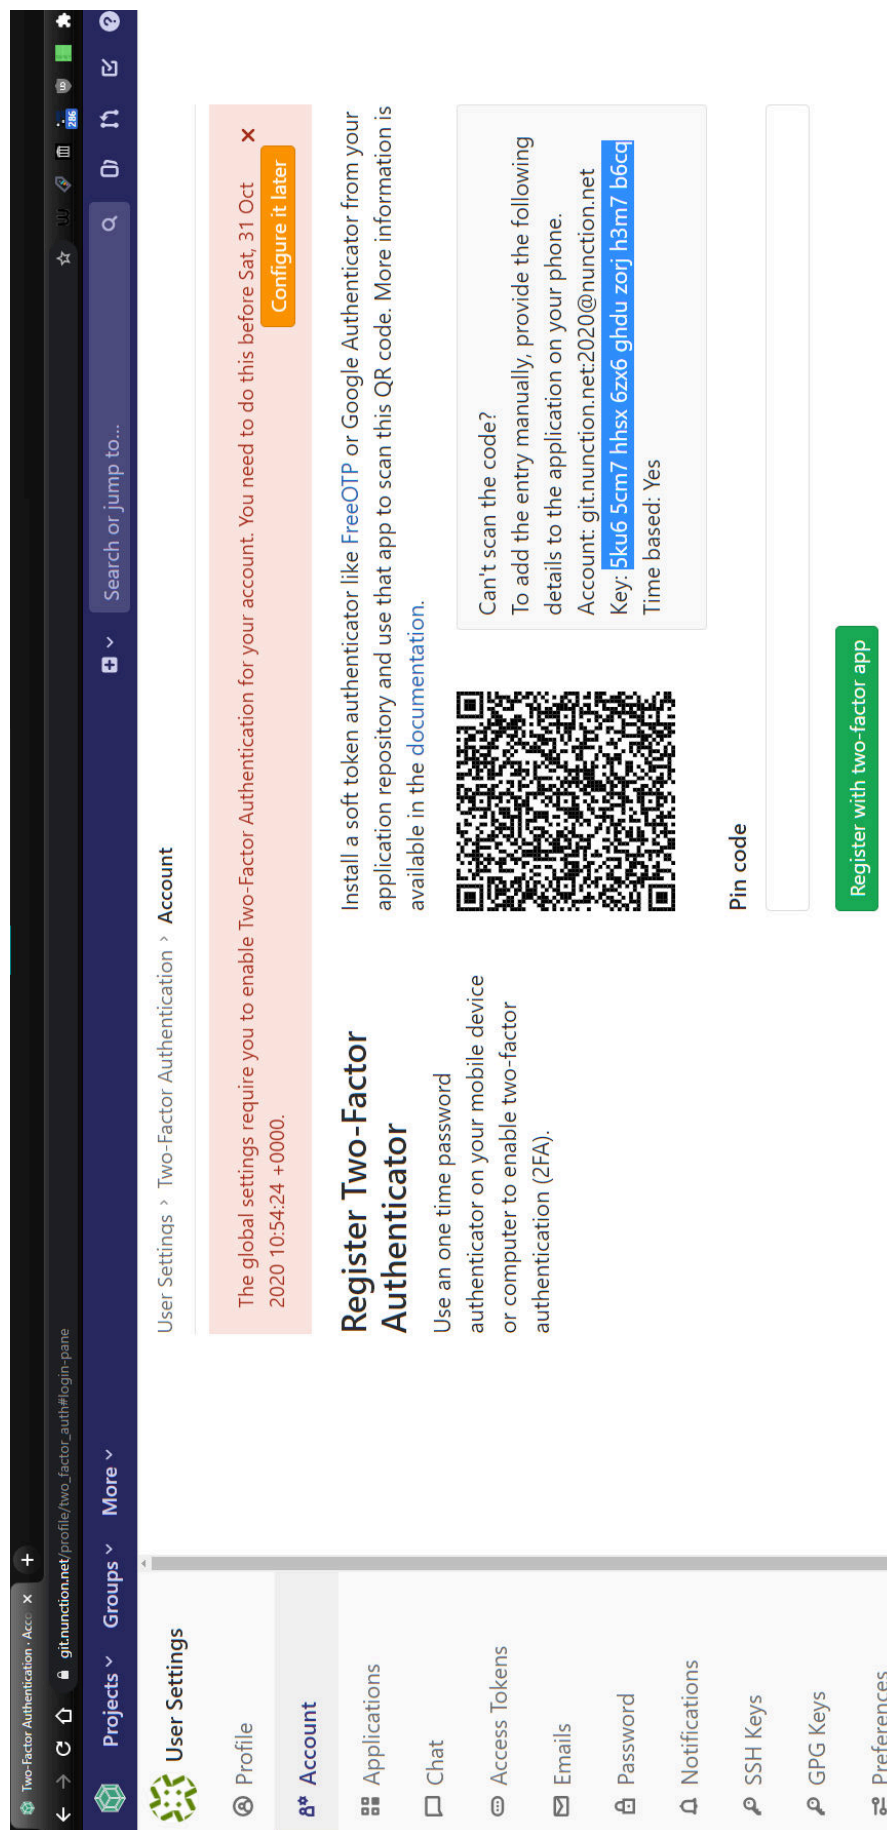 Two-Factor Authentication · Acco
git.nunction.net/profile/two_factor_auth#login-pane
286
Projects Groups More
Search or jump to...
User Settings
Profile
Account
Applications
Chat
Access Tokens
Emails
Password
Notifications
SSH Keys
GPG Keys
Preferences
User Settings > Two-Factor Authentication > Account
The global settings require you to enable Two-Factor Authentication for your account. You need to do this before Sat, 31 Oct
2020 10:54:24 +0000.
Configure it later
Register Two-Factor
Authenticator
Use an one time password
authenticator on your mobile device
or computer to enable two-factor
authentication (2FA).
Install a soft token authenticator like FreeOTP or Google Authenticator from your
application repository and use that app to scan this QR code. More information is
available in the documentation.
Can't scan the code?
To add the entry manually, provide the following
details to the application on your phone.
Account: git.nunction.net:2020@nunction.net
Key: 5ku6 5cm7 hhsx 6zx6 ghdu zorj h3m7 b6cq
Time based: Yes
Pin code
Register with two-factor app